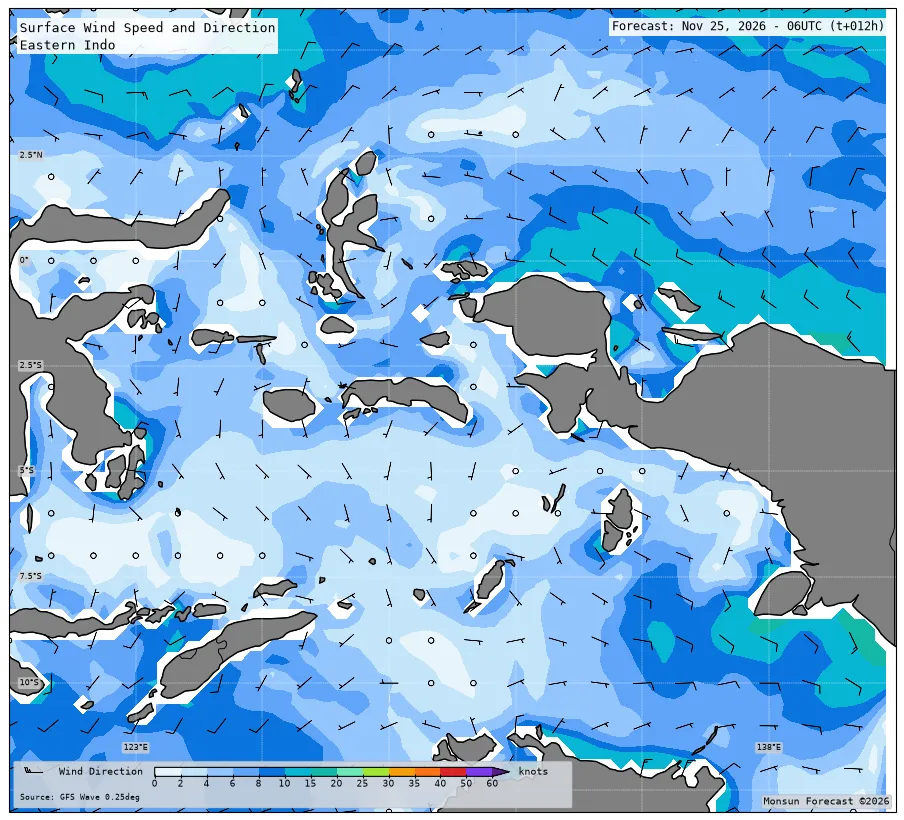 Surface Wind Speed and Direction
Eastern Indo
Forecast: Nov 25, 2026 - 06UTC (t+012h)
2.5°N
0°
2.5°S
5°S
7.5°S
10°S
123°E
138°E
Wind Direction
knots
0 2 4 6 8 10 15 20 25 30 35 40 50 60
Source: GFS Wave 0.25deg
Monsun Forecast ©2026